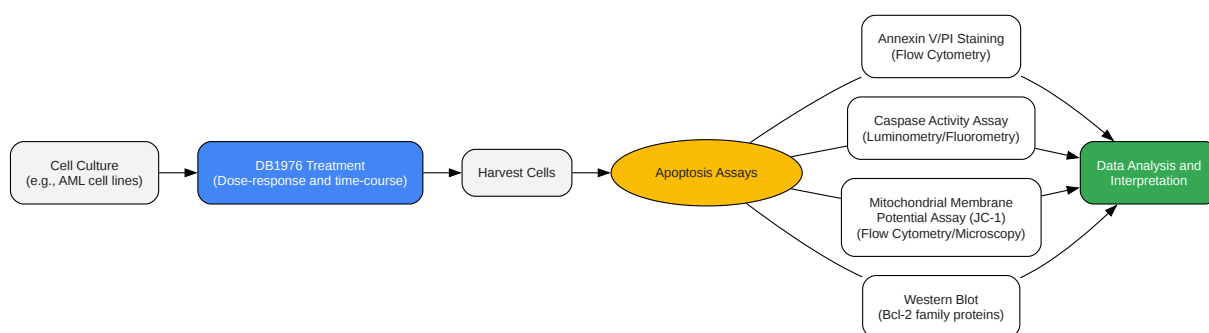 Cell Culture
(e.g., AML cell lines)
DB1976 Treatment
(Dose-response and time-course)
Harvest Cells
Apoptosis Assays
Annexin V/PI Staining
(Flow Cytometry)
Caspase Activity Assay
(Luminometry/Fluorometry)
Mitochondrial Membrane
Potential Assay (JC-1)
(Flow Cytometry/Microscopy)
Western Blot
(Bcl-2 family proteins)
Data Analysis and
Interpretation